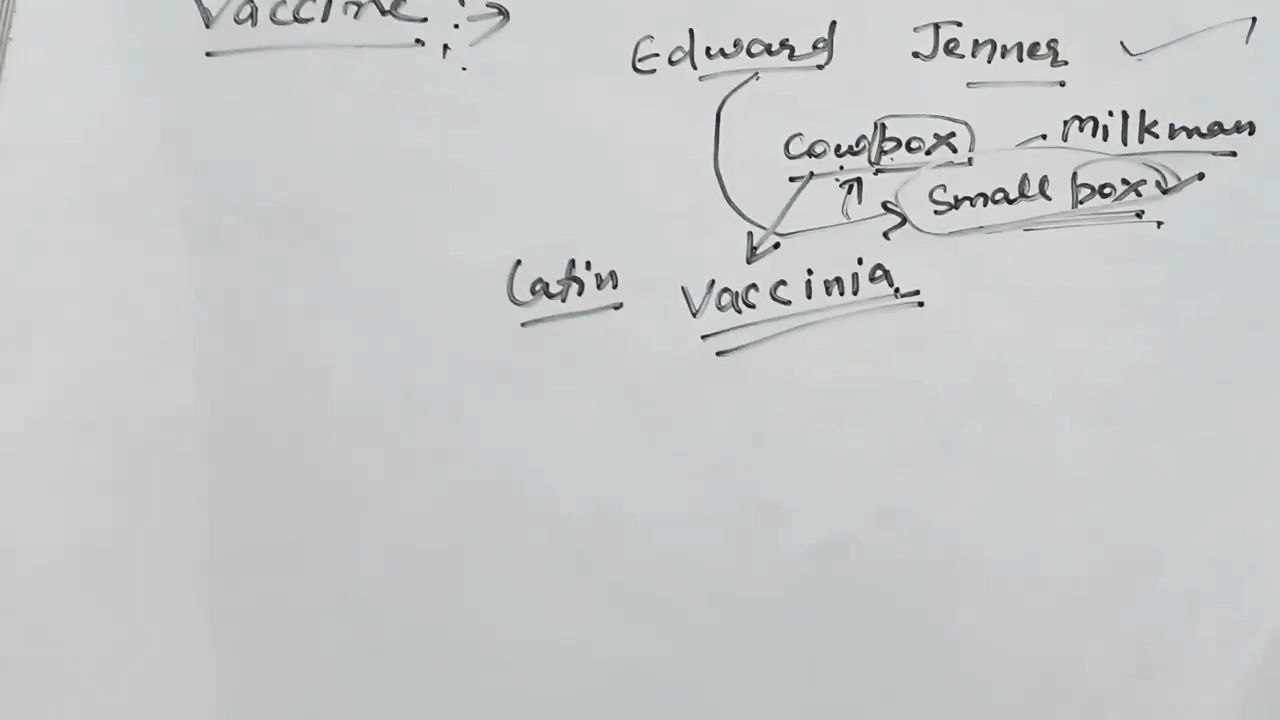 Vaccine :→
Edward Jenner
Cowbox - Milkman
Small box
Latin Vaccinia